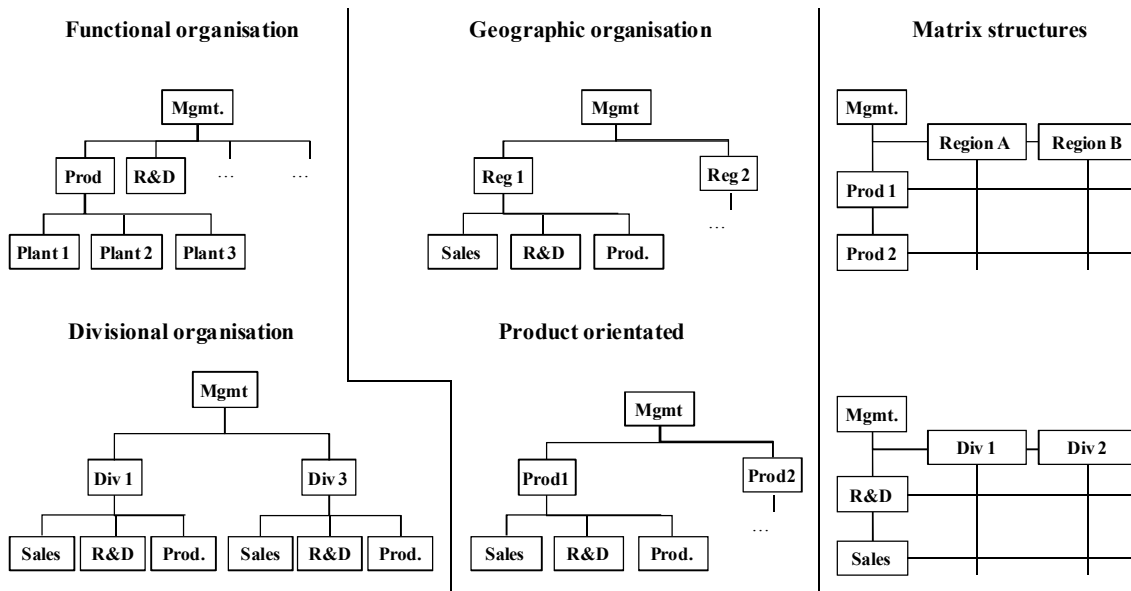 Functional organisation
Mgmt.
Prod
R&D
...
...
Plant 1
Plant 2
Plant 3
Divisional organisation
Mgmt
Div 1
Div 3
Sales
R&D
Prod.
Sales
R&D
Prod.
Geographic organisation
Mgmt
Reg 1
Reg 2
...
Sales
R&D
Prod.
Product orientated
Mgmt
Prod1
Prod2
...
Sales
R&D
Prod.
Matrix structures
Mgmt.
Region A
Region B
Prod 1
Prod 2
Mgmt.
Div 1
Div 2
R&D
Sales